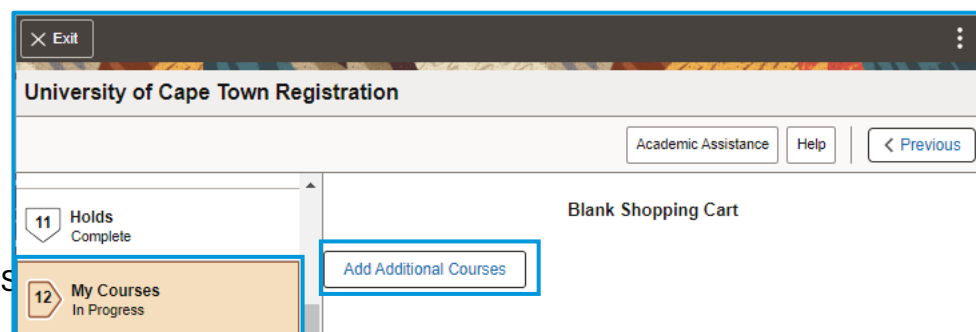 Exit
University of Cape Town Registration
Academic Assistance Help Previous
11 Holds
Complete
Blank Shopping Cart
Add Additional Courses
S
12 My Courses
In Progress